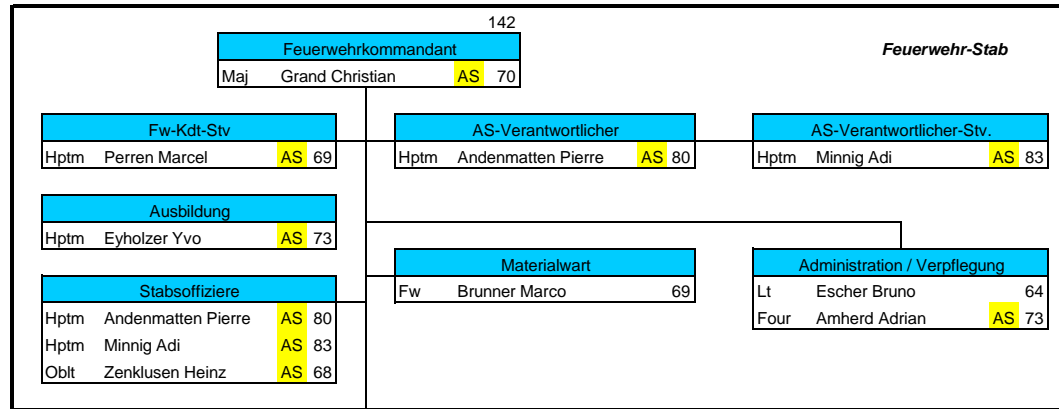 142
Feuerwehrkommandant
Feuerwehr-Stab
Maj Grand Christian AS 70
Fw-Kdt-Stv
Hptm Perren Marcel AS 69
AS-Verantwortlicher
Hptm Andenmatten Pierre AS 80
AS-Verantwortlicher-Stv.
Hptm Minnig Adi AS 83
Ausbildung
Hptm Eyholzer Yvo AS 73
Materialwart
Fw Brunner Marco 69
Administration / Verpflegung
Lt Escher Bruno 64
Four Amherd Adrian AS 73
Stabsoffiziere
Hptm Andenmatten Pierre AS 80
Hptm Minnig Adi AS 83
Oblt Zenklusen Heinz AS 68